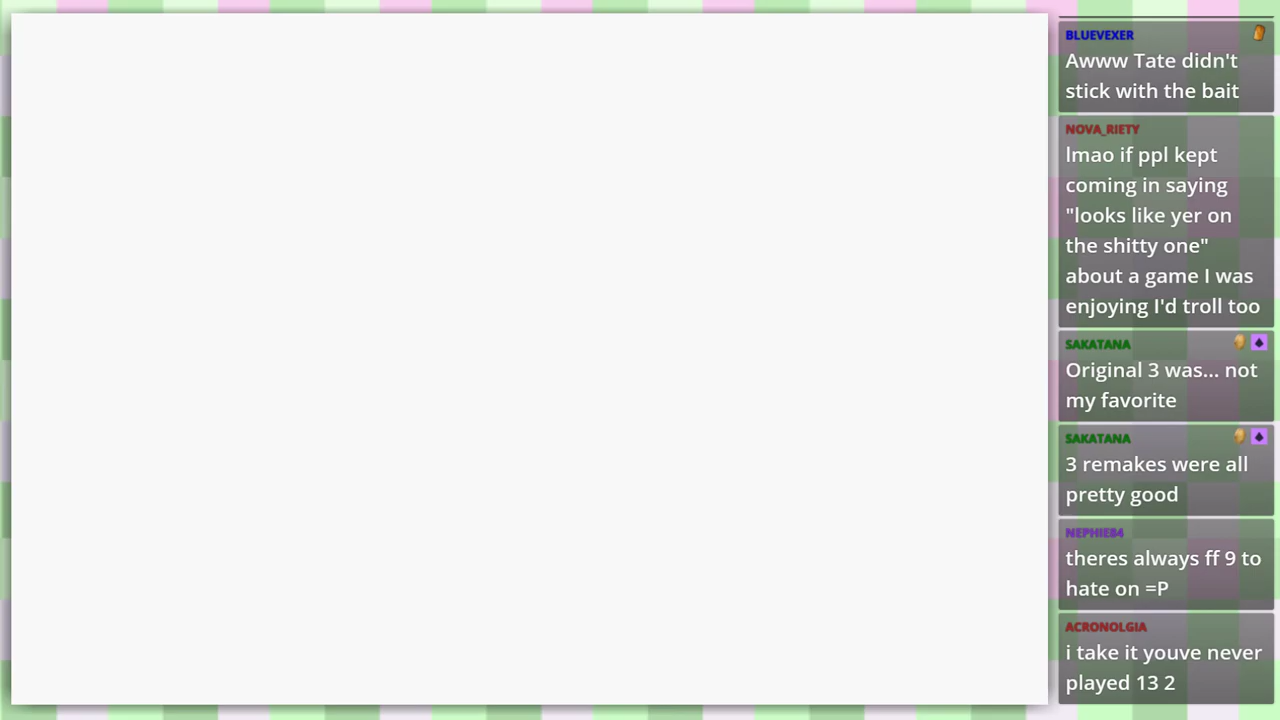 BLUEVEXER
Awww Tate didn't
stick with the bait
NOVA_RIETY
lmao if ppl kept
coming in saying
"looks like yer on
the shitty one"
about a game I was
enjoying I'd troll too
SAKATANA
Original 3 was... not
my favorite
SAKATANA
3 remakes were all
pretty good
NEPHIE84
theres always ff 9 to
hate on =P
ACRONOLGIA
i take it youve never
played 13 2